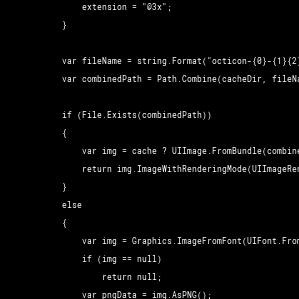 extension = "@3x";
}
var fileName = string.Format("octicon-{0}-{1}{2}
var combinedPath = Path.Combine(cacheDir, fileNa
if (File.Exists(combinedPath))
{
var img = cache ? UIImage.FromBundle(combine
return img.ImageWithRenderingMode(UIImageRen
}
else
{
var img = Graphics.ImageFromFont(UIFont.From
if (img == null)
return null;
var pngData = img.AsPNG();